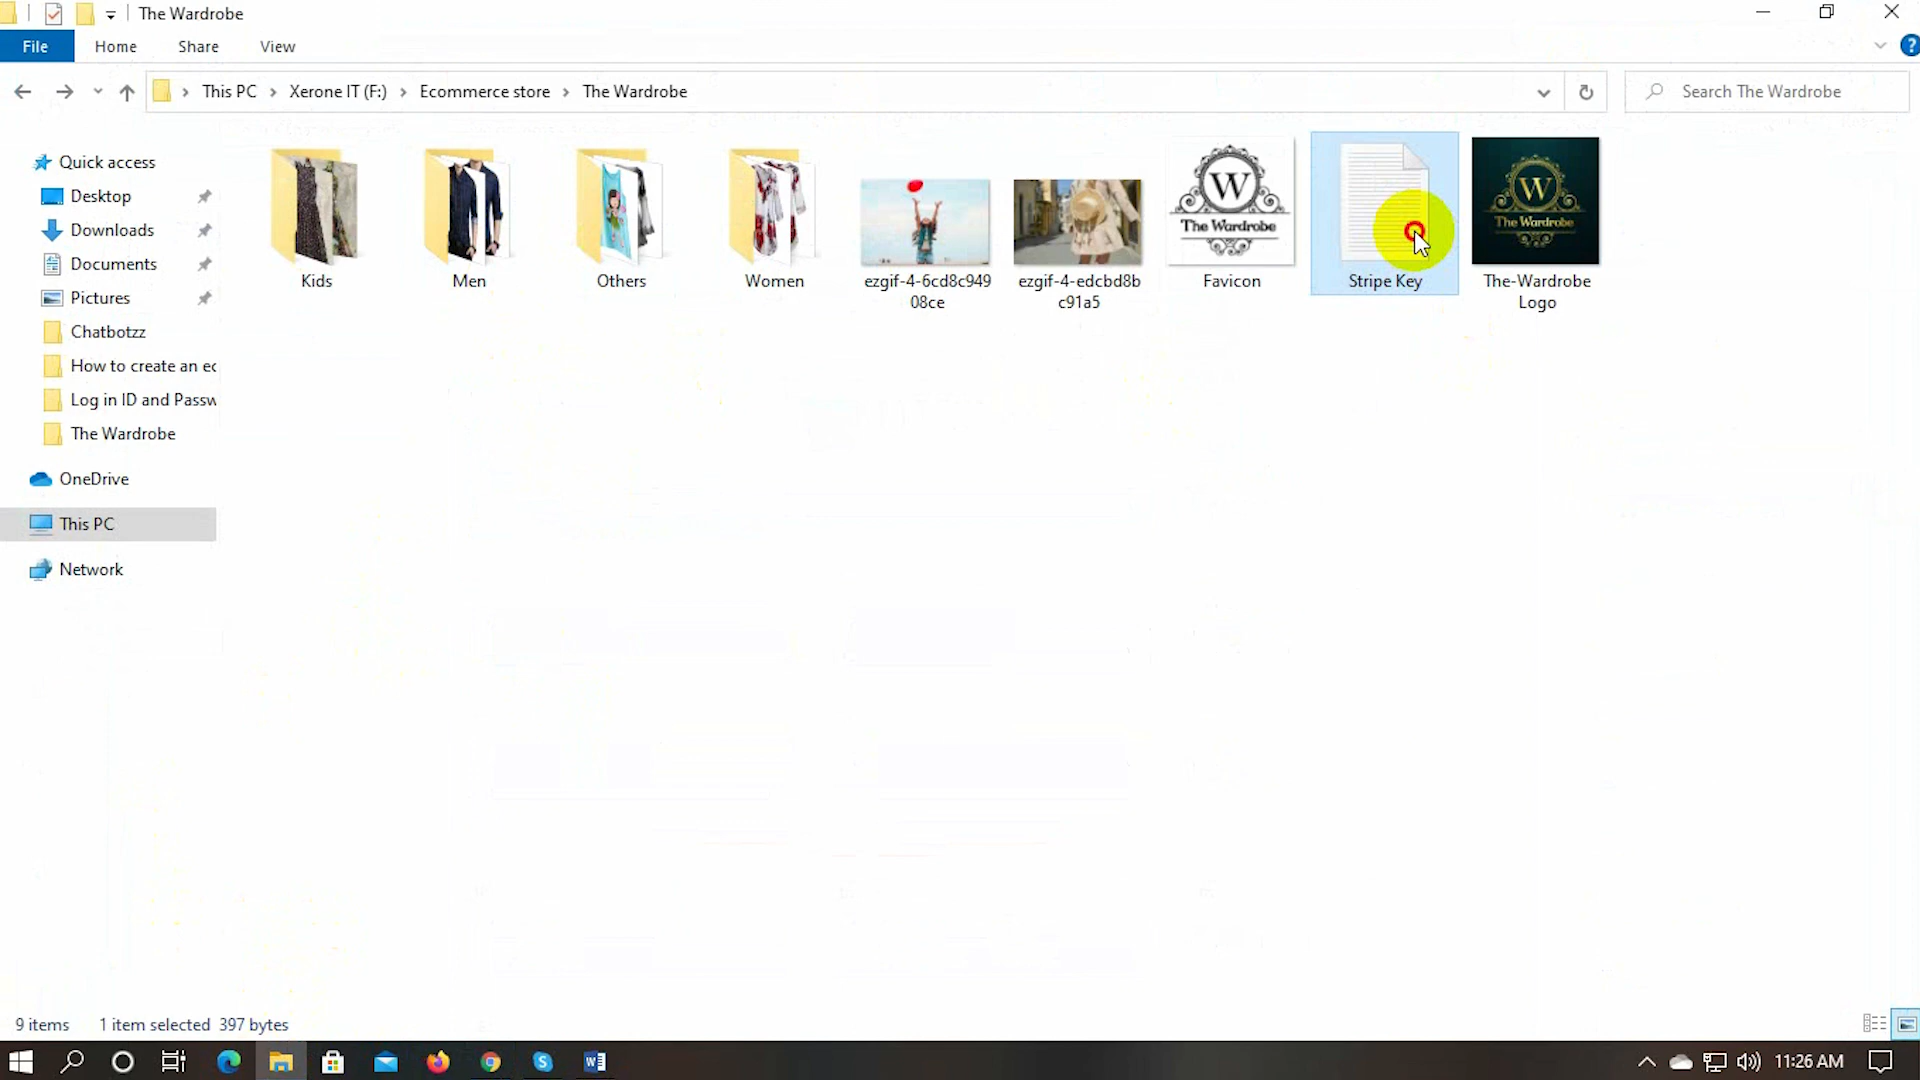 The Wardrobe
File Home Share View
This PC Xerone IT (F:) Ecommerce store The Wardrobe
Search The Wardrobe
Quick access
Desktop
Downloads
Documents
Pictures
Chatbotzz
How to create an ec
Log in ID and Passw
The Wardrobe
OneDrive
This PC
Network
Kids
Men
Others
Women
ezgif-4-6cd8c949
08ce
ezgif-4-edcbd8b
c91a5
W
The Wardrobe
Favicon
Stripe Key
W
The Wardrobe
The-Wardrobe
Logo
9 items 1 item selected 397 bytes
11:26 AM